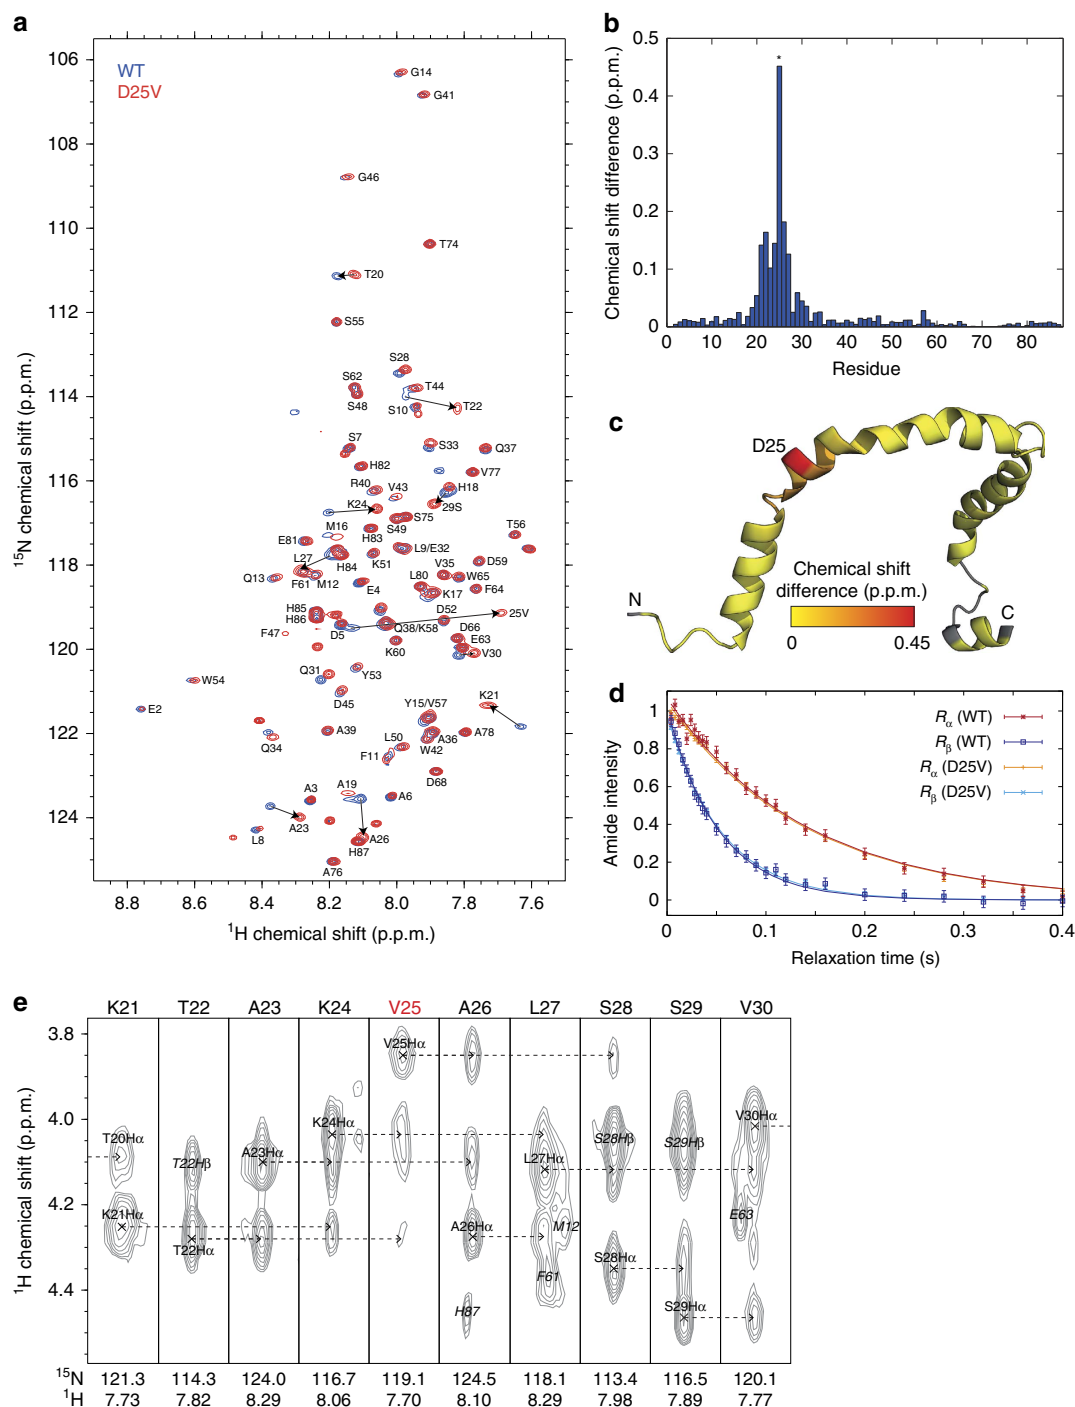 a
WT
D25V
106
108
110
112
114
116
118
120
122
124
15N chemical shift (p.p.m.)
8.8
8.6
8.4
8.2
8.0
7.8
7.6
1H chemical shift (p.p.m.)
G14
G41
G46
T74
T20
S55
S28
S62
T44
S48
S10
T22
S7
S33
Q37
H82
V77
R40
V43
H18
K24
29S
S49
S75
M16
H83
T56
E81
L9/E32
L27
H84
K51
V35
D59
Q13
F61
M12
L80
W65
E4
K17
F64
H85
H86
D52
25V
F47
D5
Q38/K58
D66
K60
E63
V30
Q31
Y53
W54
D45
K21
E2
Y15/V57
Q34
A39
L50
A36
A78
W42
F11
D68
A3
A19
A6
A23
L8
A26
H87
A76
b
0.5
0.4
0.3
0.2
0.1
0
Chemical shift difference (p.p.m.)
*
0 10 20 30 40 50 60 70 80
Residue
c
D25
N
C
Chemical shift
difference (p.p.m.)
0
0.45
d
1
0.8
0.6
0.4
0.2
0
Amide intensity
Rα (WT)
Rβ (WT)
Rα (D25V)
Rβ (D25V)
0 0.1 0.2 0.3 0.4
Relaxation time (s)
e
K21 T22 A23 K24 V25 A26 L27 S28 S29 V30
3.8
4.0
4.2
4.4
1H chemical shift (p.p.m.)
V25Hα
K24Hα
V30Hα
T20Hα
T22Hβ
A23Hα
L27Hα
S28Hβ
S29Hβ
K21Hα
T22Hα
A26Hα
M12
E63
S28Hα
F61
H87
S29Hα
15N 121.3 114.3 124.0 116.7 119.1 124.5 118.1 113.4 116.5 120.1
1H 7.73 7.82 8.29 8.06 7.70 8.10 8.29 7.98 7.89 7.77